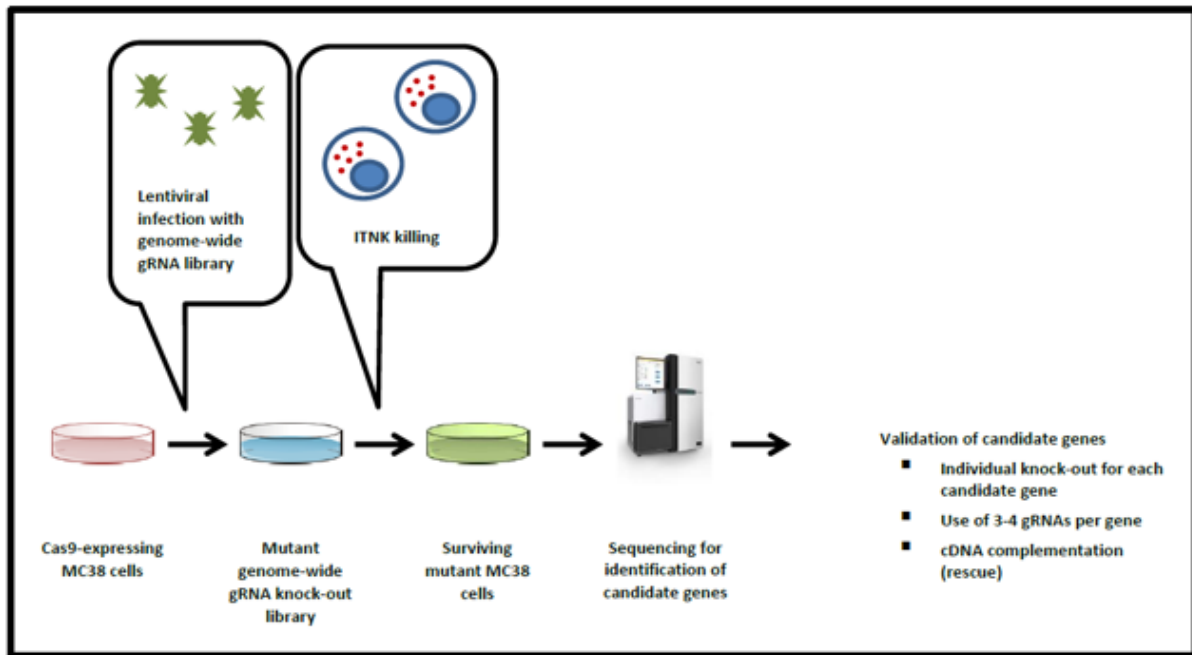 Lentiviral
infection with
genome-wide
gRNA library
ITNK killing
Cas9-expressing
MC38 cells
Mutant
genome-wide
gRNA knock-out
library
Surviving
mutant MC38
cells
Sequencing for
identification of
candidate genes
Validation of candidate genes
▪ Individual knock-out for each
candidate gene
▪ Use of 3-4 gRNAs per gene
▪ cDNA complementation
(rescue)